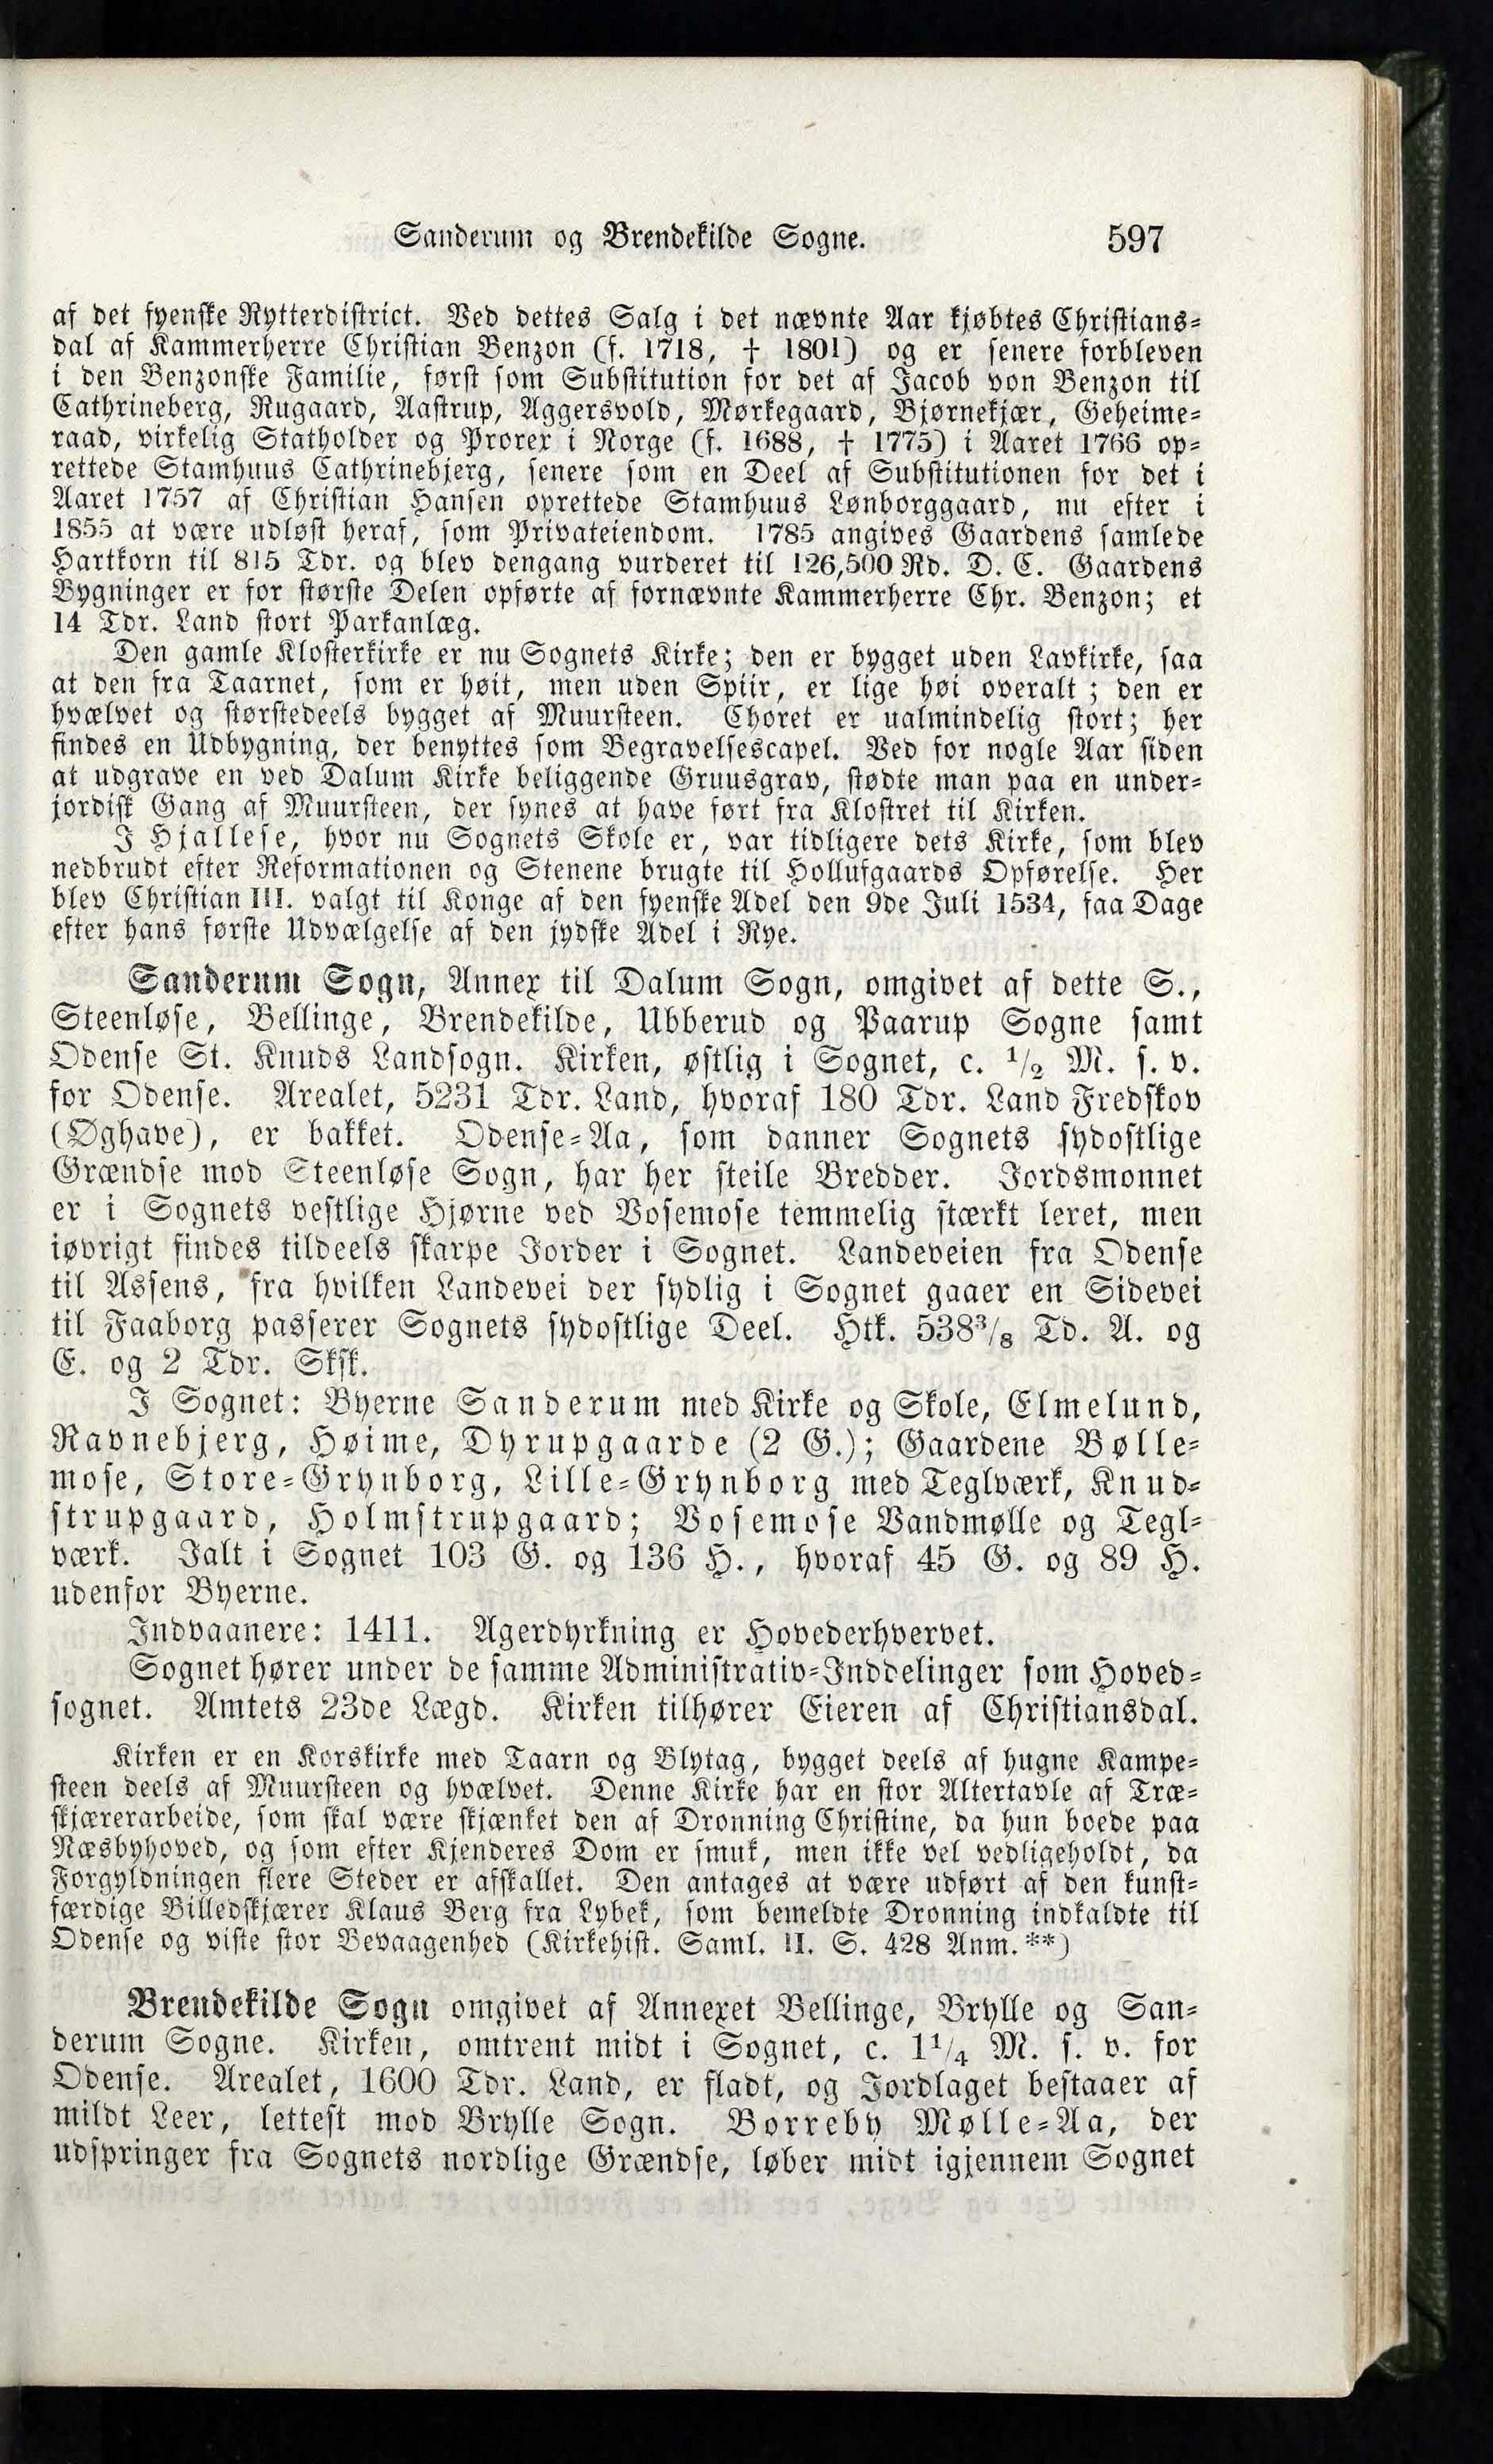 Sanderum og Brendekilde Sogne. 597
af det fyenske Rytterdistrict. Ved dettes Salg i det nævnte Aar kjøbtes Christians-
dal af Kammerherre Christian Benzon (f. 1718, † 1801) og er senere forbleven
i den Benzonske Familie, først som Substitution for det af Jacob von Benzon til
Cathrineberg, Rugaard, Aastrup, Aggersvold, Mørkegaard, Bjørnekjær, Geheime-
raad, virkelig Statholder og Prorex i Norge (f. 1688, † 1775) i Aaret 1766 op-
rettede Stamhuus Cathrinebjerg, senere som en Deel af Substitutionen for det i
Aaret 1757 af Christian Hansen oprettede Stamhuus Lønborggaard, nu efter i
1855 at være udløst heraf, som Privateiendom. 1785 angives Gaardens samlede
Hartkorn til 815 Tdr. og blev dengang vurderet til 126,500 Rd. D. C. Gaardens
Bygninger er for største Delen opførte af fornævnte Kammerherre Chr. Benzon; et
14 Tdr. Land stort Parkanlæg.
Den gamle Klosterkirke er nu Sognets Kirke; den er bygget uden Lavkirke, saa
at den fra Taarnet, som er høit, men uden Spiir, er lige høi overalt; den er
hvælvet og størstedeels bygget af Muursteen. Choret er ualmindelig stort; her
findes en Udbygning, der benyttes som Begravelsescapel. Ved for nogle Aar siden
at udgrave en ved Dalum Kirke beliggende Gruusgrav, stødte man paa en under-
jordisk Gang af Muursteen, der synes at have ført fra Klostret til Kirken.
I Hjallese, hvor nu Sognets Skole er, var tidligere dets Kirke, som blev
nedbrudt efter Reformationen og Stenene brugte til Hollufgaards Opførelse. Her
blev Christian III. valgt til Konge af den fyenske Adel den 9de Juli 1534, faa Dage
efter hans første Udvælgelse af den jydske Adel i Rye.
Sanderum Sogn, Annex til Dalum Sogn, omgivet af dette S.,
Steenløse, Bellinge, Brendekilde, Ubberud og Paarup Sogne samt
Odense St. Knuds Landsogn. Kirken, østlig i Sognet, c. 1/2 M. s. v.
for Odense. Arealet, 5231 Tdr. Land, hvoraf 180 Tdr. Land Fredskov
(Øghave), er bakket. Odense-Aa, som danner Sognets sydostlige
Grændse mod Steenløse Sogn, har her steile Bredder. Jordsmonnet
er i Sognets vestlige Hjørne ved Vosemose temmelig stærkt leret, men
iøvrigt findes tildeels skarpe Jorder i Sognet. Landeveien fra Odense
til Assens, fra hvilken Landevei der sydlig i Sognet gaaer en Sidevei
til Faaborg passerer Sognets sydostlige Deel. Htk. 538 3/8 Td. A. og
E. og 2 Tdr. Sksk.
I Sognet: Byerne Sanderum med Kirke og Skole, Elmelund,
Ravnebjerg, Høime, Dyrupgaarde (2 G.); Gaardene Bølle-
mose, Store-Grynborg, Lille-Grynborg med Teglværk, Knud-
strupgaard, Holmstrupgaard; Vosemose Vandmølle og Tegl-
værk. Ialt i Sognet 103 G. og 136 H., hvoraf 45 G. og 89 H.
udenfor Byerne.
Indvaanere: 1411. Agerdyrkning er Hovederhvervet.
Sognet hører under de samme Administrativ-Inddelinger som Hoved-
sognet. Amtets 23de Lægd. Kirken tilhører Eieren af Christiansdal.
Kirken er en Korskirke med Taarn og Blytag, bygget deels af hugne Kampe-
steen deels af Muursteen og hvælvet. Denne Kirke har en stor Altertavle af Træ-
skjærerarbeide, som skal være skjænket den af Dronning Christine, da hun boede paa
Næsbyhoved, og som efter Kjenderes Dom er smuk, men ikke vel vedligeholdt, da
Forgyldningen flere Steder er afskallet. Den antages at være udført af den kunst-
færdige Billedskjærer Klaus Berg fra Lybek, som bemeldte Dronning indkaldte til
Odense og viste stor Bevaagenhed (Kirkehist. Saml. II. S. 428 Anm. **)
Brendekilde Sogn omgivet af Annexet Bellinge, Brylle og San-
derum Sogne. Kirken, omtrent midt i Sognet, c. 1 1/4 M. s. v. for
Odense. Arealet, 1600 Tdr. Land, er fladt, og Jordlaget bestaaer af
mildt Leer, lettest mod Brylle Sogn. Borreby Mølle-Aa, der
udspringer fra Sognets nordlige Grændse, løber midt igjennem Sognet